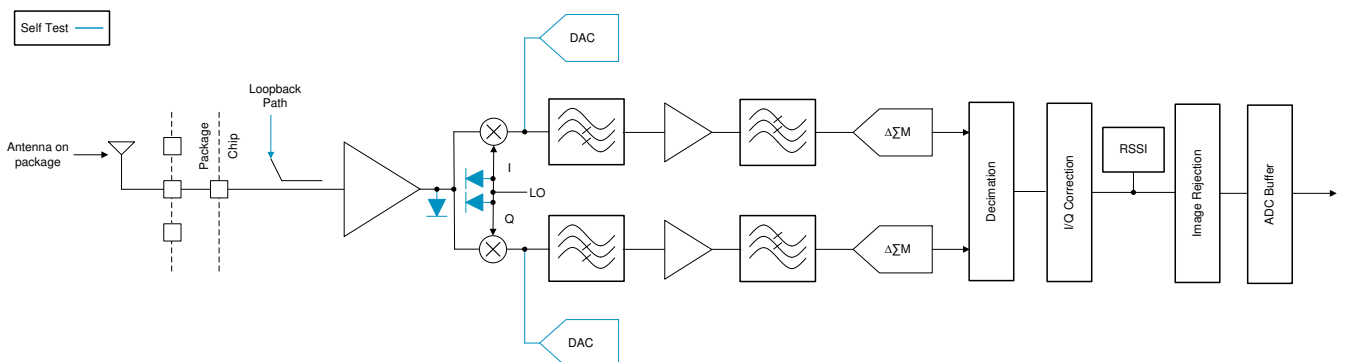 Self Test
DAC
Loopback
Path
Antenna on
package
Package
Chip
I
LO
Q
ΔΣM
ΔΣM
Decimation
I/Q Correction
RSSI
Image Rejection
ADC Buffer
DAC